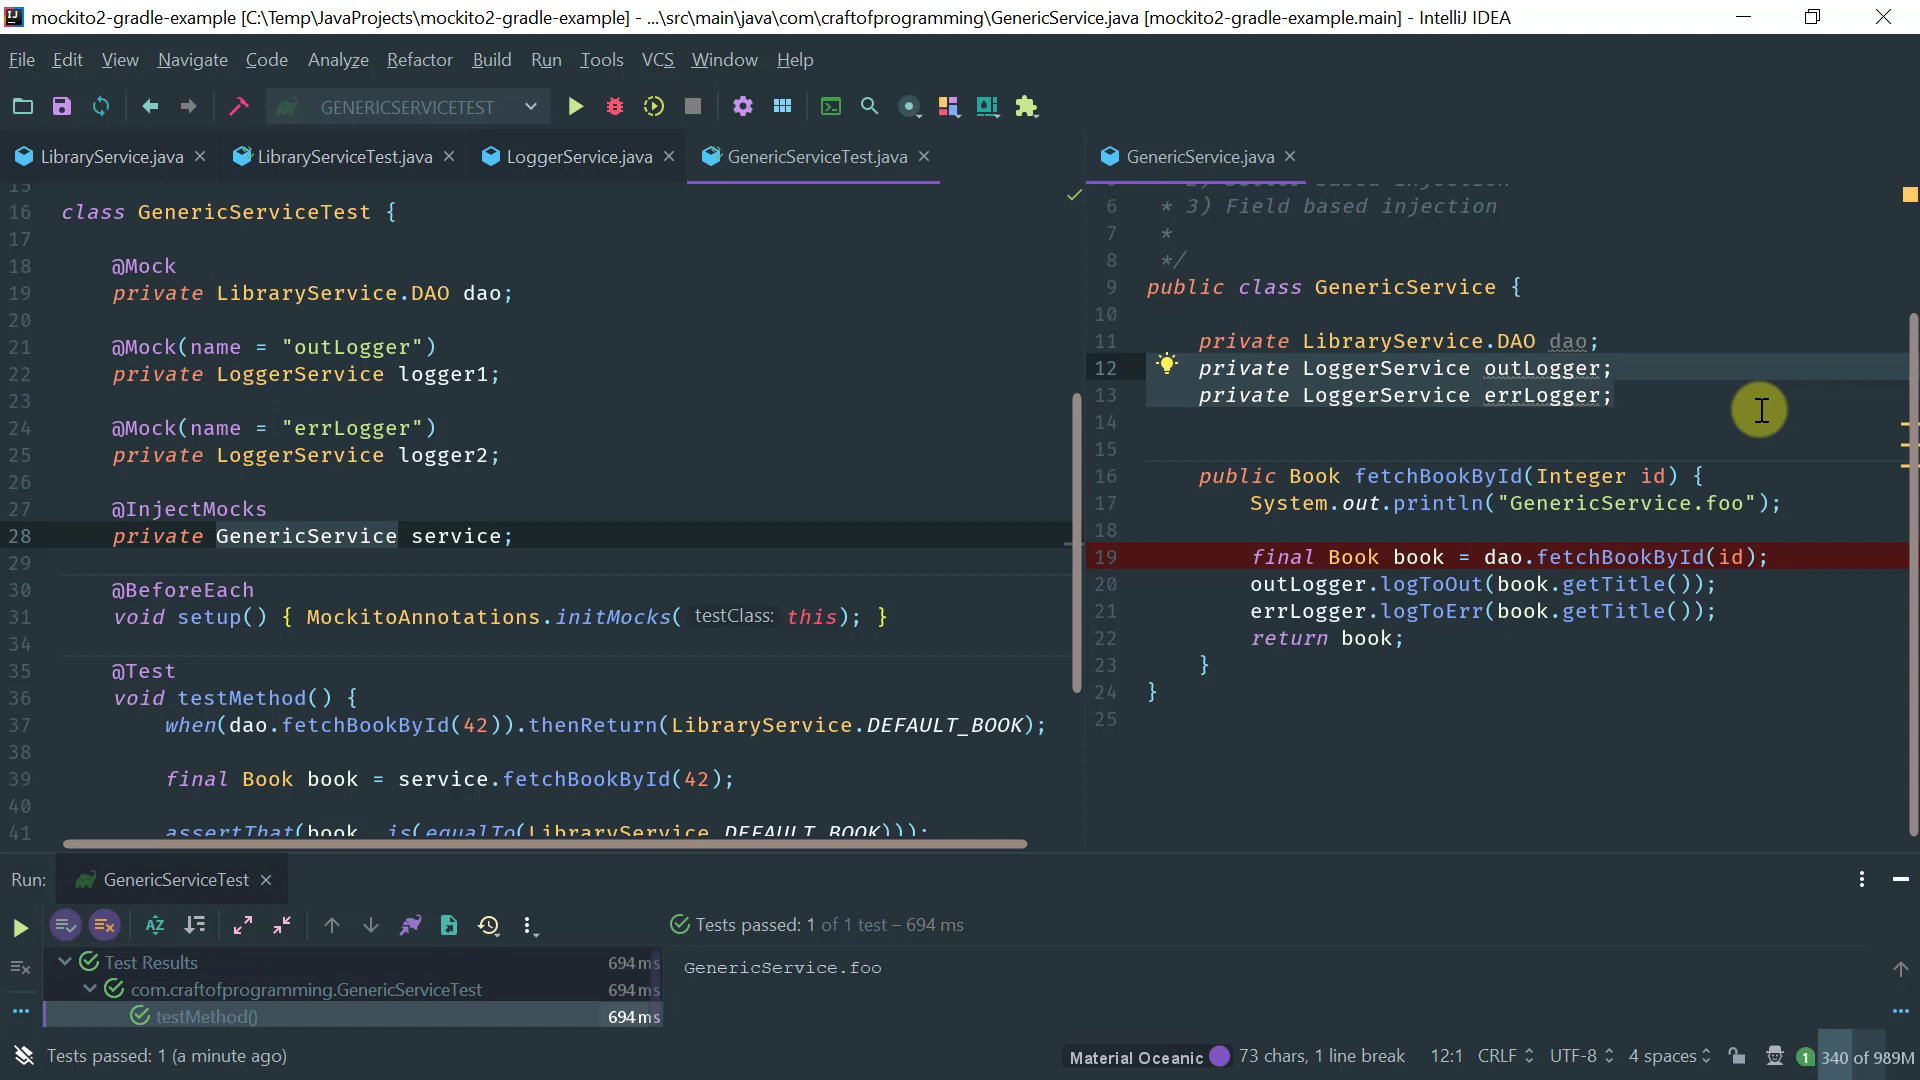 mockito2-gradle-example [C:\Temp\JavaProjects\mockito2-gradle-example] - ...\src\main\java\com\craftofprogramming\GenericService.java [mockito2-gradle-example.main] - IntelliJ IDEA
File Edit View Navigate Code Analyze Refactor Build Run Tools VCS Window Help
GENERICSERVICETEST
LibraryService.java LibraryServiceTest.java LoggerService.java GenericServiceTest.java
15
16 class GenericServiceTest {
17
18 @Mock
19 private LibraryService.DAO dao;
20
21 @Mock(name = "outLogger")
22 private LoggerService logger1;
23
24 @Mock(name = "errLogger")
25 private LoggerService logger2;
26
27 @InjectMocks
28 private GenericService service;
29
30 @BeforeEach
31 void setup() { MockitoAnnotations.initMocks( testClass: this); }
34
35 @Test
36 void testMethod() {
37 when(dao.fetchBookById(42)).thenReturn(LibraryService.DEFAULT_BOOK);
38
39 final Book book = service.fetchBookById(42);
40
41 assertThat(book, is(equalTo(LibraryService.DEFAULT_BOOK)));
GenericService.java
6 * 3) Field based injection
7 *
8 */
9 public class GenericService {
10
11 private LibraryService.DAO dao;
12 private LoggerService outLogger;
13 private LoggerService errLogger;
14
15
16 public Book fetchBookById(Integer id) {
17 System.out.println("GenericService.foo");
18
19 final Book book = dao.fetchBookById(id);
20 outLogger.logToOut(book.getTitle());
21 errLogger.logToErr(book.getTitle());
22 return book;
23 }
24 }
25
Run: GenericServiceTest
Tests passed: 1 of 1 test – 694 ms
Test Results 694 ms
com.craftofprogramming.GenericServiceTest 694 ms
testMethod() 694 ms
GenericService.foo
Tests passed: 1 (a minute ago)
Material Oceanic 73 chars, 1 line break 12:1 CRLF UTF-8 4 spaces 1 340 of 989M